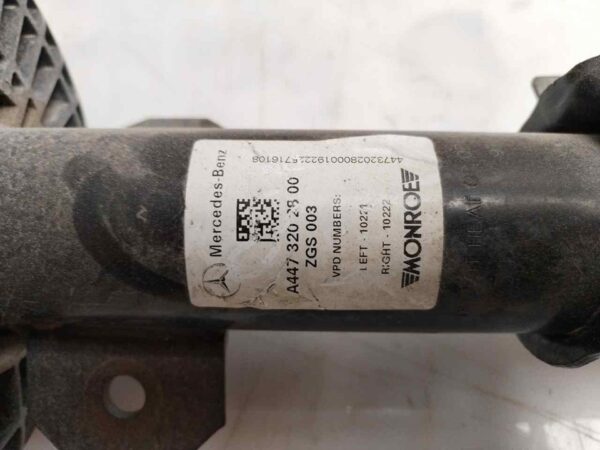 Mercedes-Benz
A447 320 28 00
ZGS 003
VPD NUMBERS:
LEFT - 10221
RIGHT - 10222
MONROE